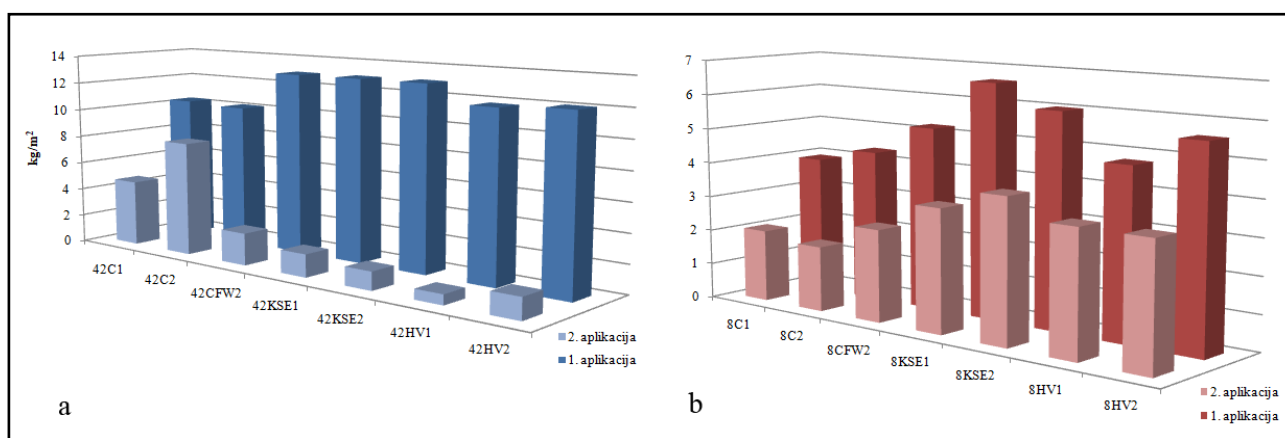 14
12
10
8
6
4
2
0
kg/m²
42C1
42C2
42CFW2
42KSE1
42KSE2
42HV1
42HV2
2. aplikacija
1. aplikacija
a
7
6
5
4
3
2
1
0
8C1
8C2
8CFW2
8KSE1
8KSE2
8HV1
8HV2
2. aplikacija
1. aplikacija
b